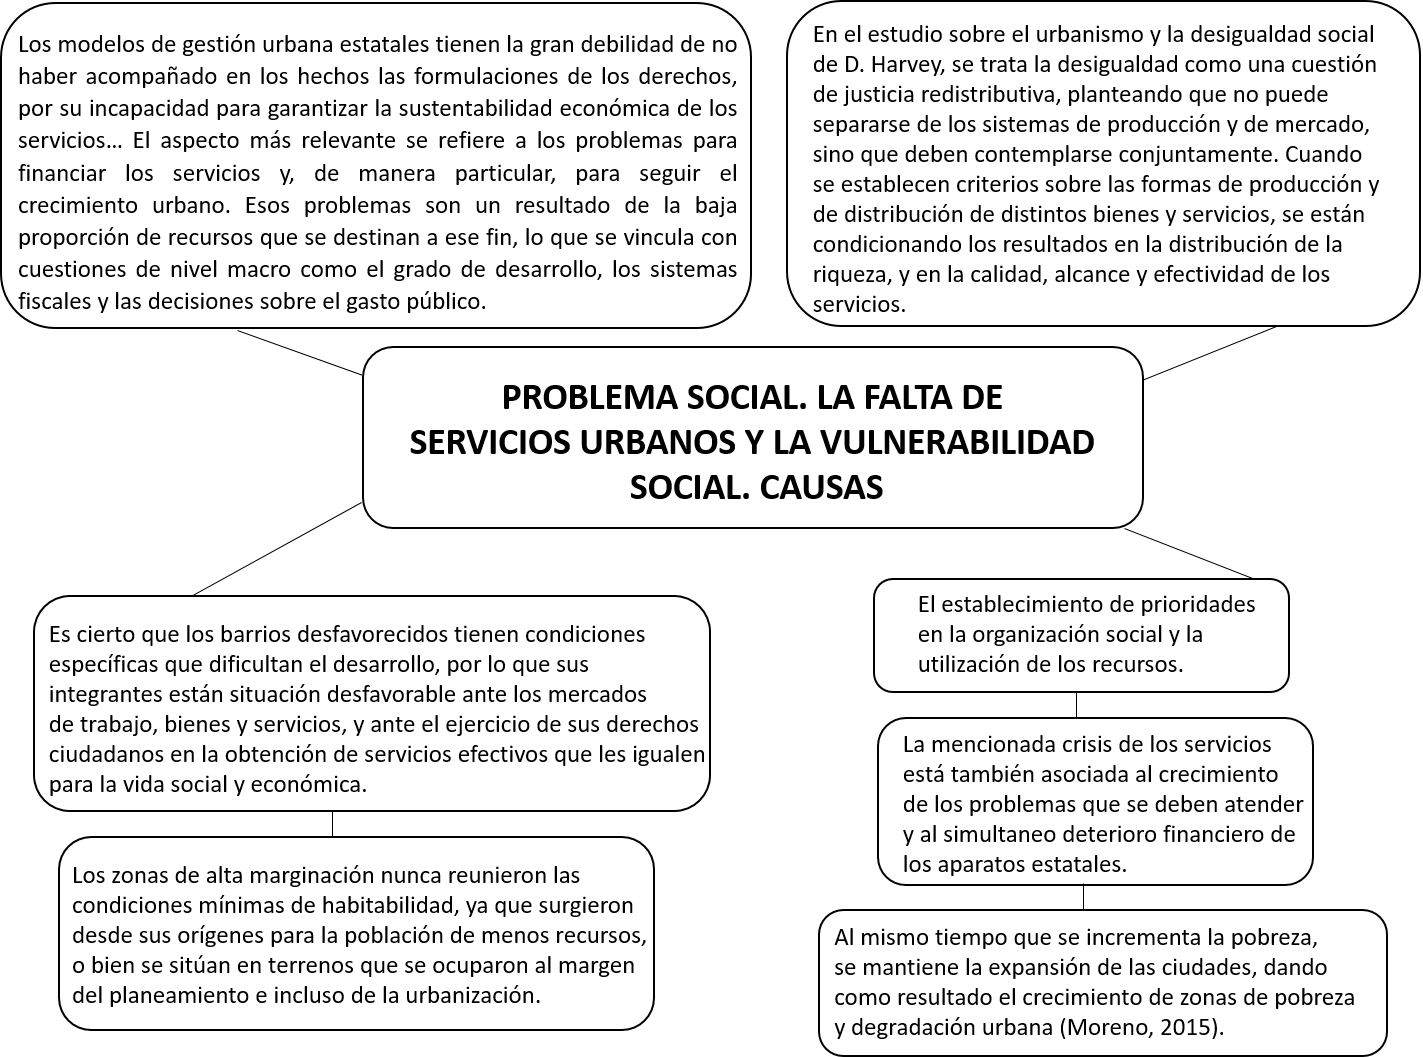 Los modelos de gestión urbana estatales tienen la gran debilidad de no
haber acompañado en los hechos las formulaciones de los derechos,
por su incapacidad para garantizar la sustentabilidad económica de los
servicios... El aspecto más relevante se refiere a los problemas para
financiar los servicios y, de manera particular, para seguir el
crecimiento urbano. Esos problemas son un resultado de la baja
proporción de recursos que se destinan a ese fin, lo que se vincula con
cuestiones de nivel macro como el grado de desarrollo, los sistemas
fiscales y las decisiones sobre el gasto público.
En el estudio sobre el urbanismo y la desigualdad social
de D. Harvey, se trata la desigualdad como una cuestión
de justicia redistributiva, planteando que no puede
separarse de los sistemas de producción y de mercado,
sino que deben contemplarse conjuntamente. Cuando
se establecen criterios sobre las formas de producción y
de distribución de distintos bienes y servicios, se están
condicionando los resultados en la distribución de la
riqueza, y en la calidad, alcance y efectividad de los
servicios.
PROBLEMA SOCIAL. LA FALTA DE
SERVICIOS URBANOS Y LA VULNERABILIDAD
SOCIAL. CAUSAS
Es cierto que los barrios desfavorecidos tienen condiciones
específicas que dificultan el desarrollo, por lo que sus
integrantes están situación desfavorable ante los mercados
de trabajo, bienes y servicios, y ante el ejercicio de sus derechos
ciudadanos en la obtención de servicios efectivos que les igualen
para la vida social y económica.
Los zonas de alta marginación nunca reunieron las
condiciones mínimas de habitabilidad, ya que surgieron
desde sus orígenes para la población de menos recursos,
o bien se sitúan en terrenos que se ocuparon al margen
del planeamiento e incluso de la urbanización.
El establecimiento de prioridades
en la organización social y la
utilización de los recursos.
La mencionada crisis de los servicios
está también asociada al crecimiento
de los problemas que se deben atender
y al simultaneo deterioro financiero de
los aparatos estatales.
Al mismo tiempo que se incrementa la pobreza,
se mantiene la expansión de las ciudades, dando
como resultado el crecimiento de zonas de pobreza
y degradación urbana (Moreno, 2015).